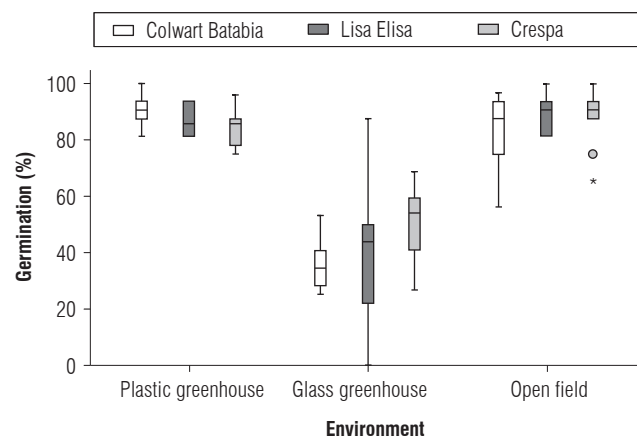 Colwart Batabia Lisa Elisa Crespa
100
80
60
40
20
0
Germination (%)
*
Plastic greenhouse Glass greenhouse Open field
Environment